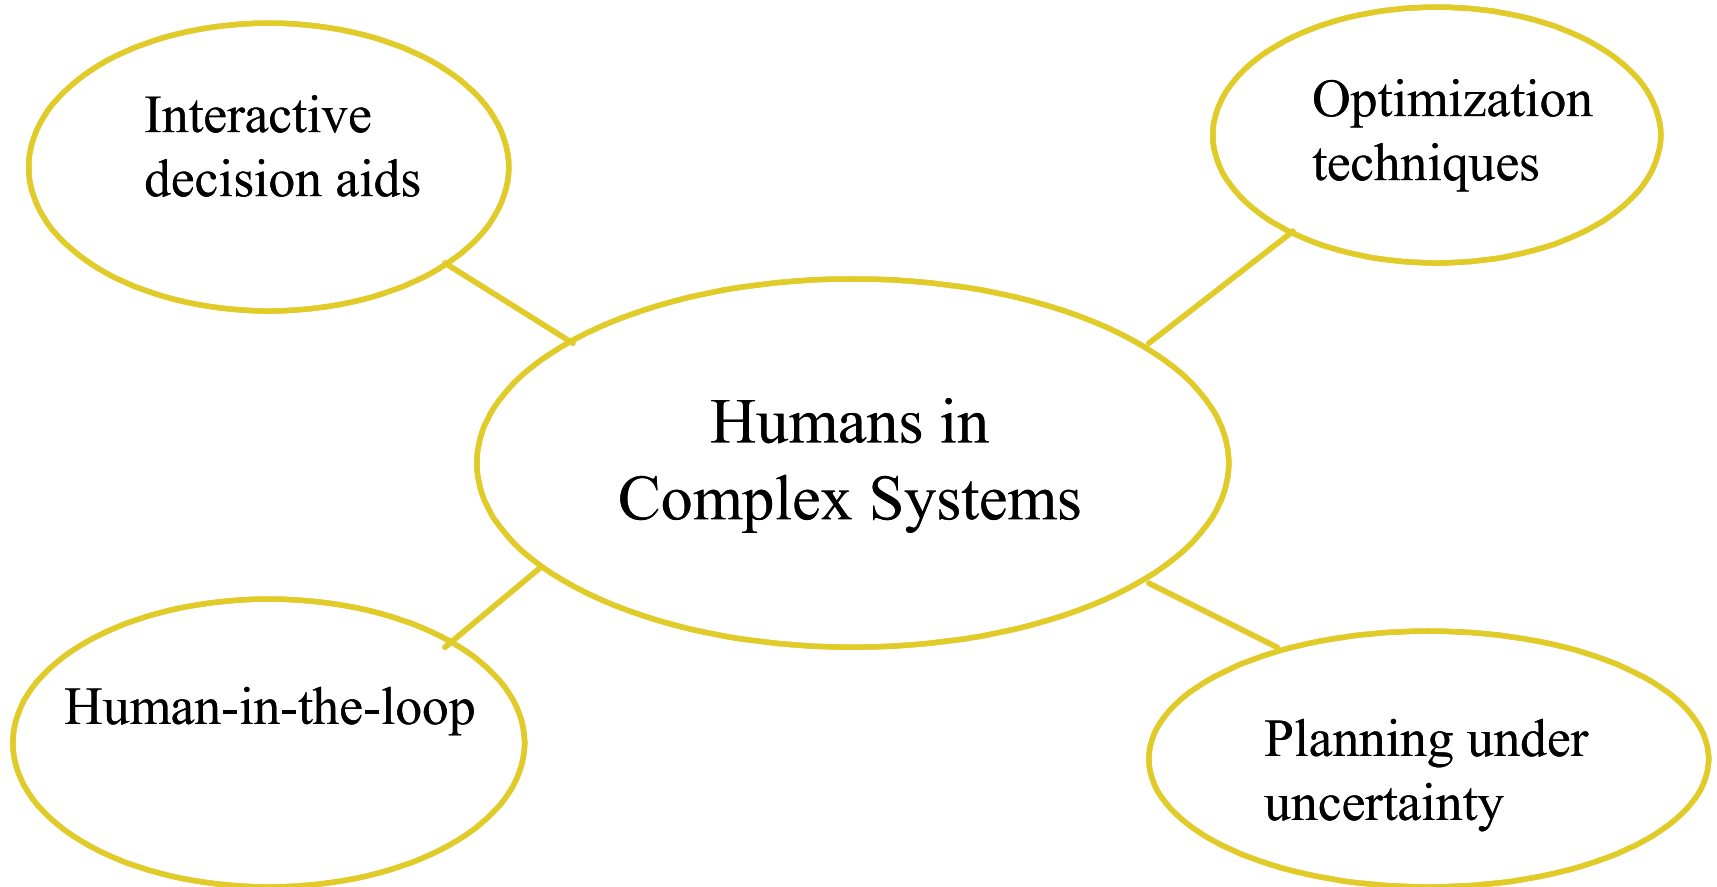 Interactive
decision aids
Optimization
techniques
Humans in
Complex Systems
Human-in-the-loop
Planning under
uncertainty